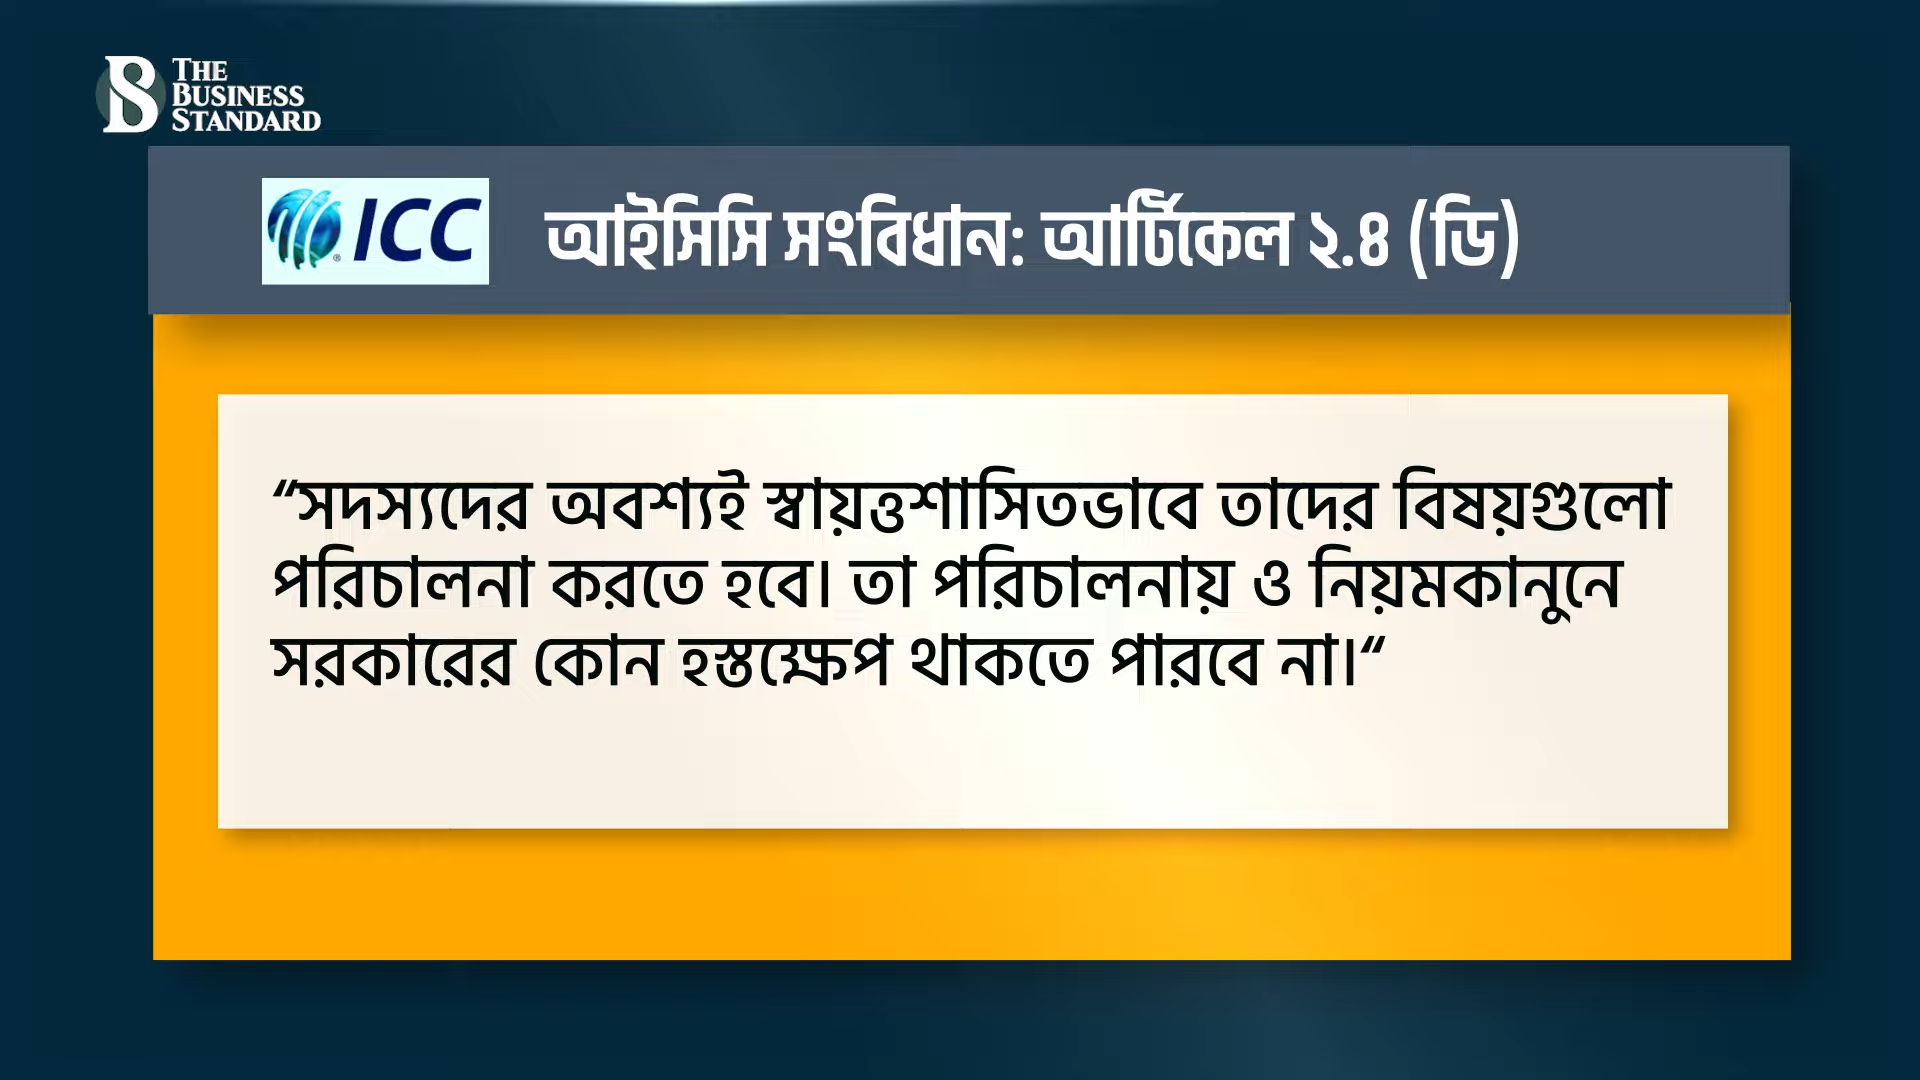 THE
BUSINESS
STANDARD
ICC
আইসিসি সংবিধান: আর্টিকেল ২.৪ (ডি)
“সদস্যদের অবশ্যই স্বায়ত্তশাসিতভাবে তাদের বিষয়গুলো
পরিচালনা করতে হবে। তা পরিচালনায় ও নিয়মকানুনে
সরকারের কোন হস্তক্ষেপ থাকতে পারবে না।“